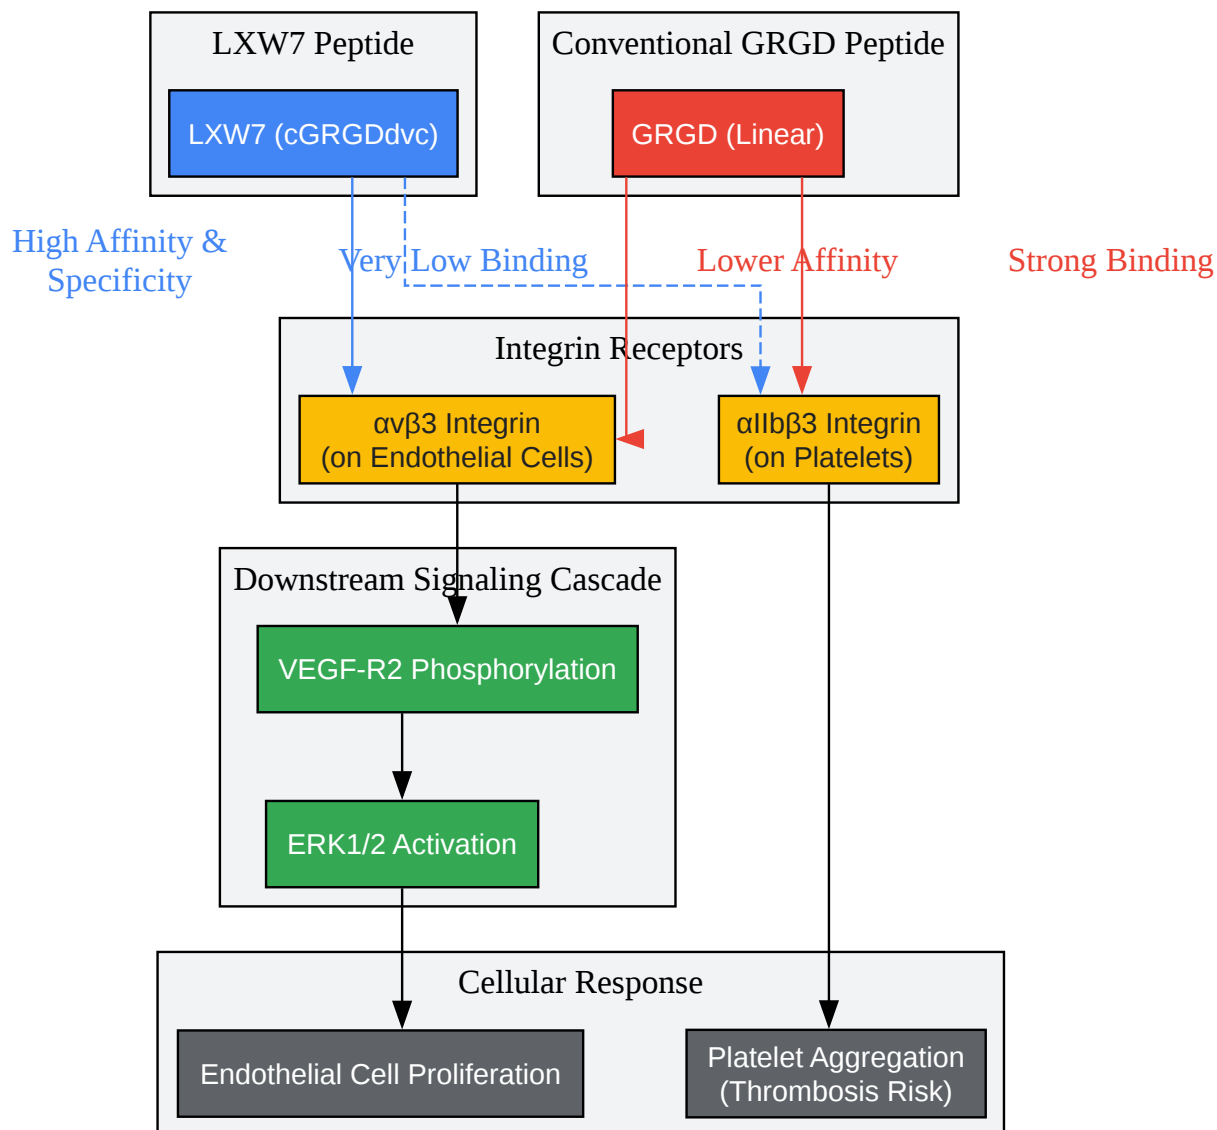 LXW7 Peptide
Conventional GRGD Peptide
LXW7 (cGRGDdvc)
GRGD (Linear)
High Affinity &
Specificity
Very Low Binding
Lower Affinity
Strong Binding
Integrin Receptors
αvβ3 Integrin
(on Endothelial Cells)
αIIbβ3 Integrin
(on Platelets)
Downstream Signaling Cascade
VEGF-R2 Phosphorylation
ERK1/2 Activation
Cellular Response
Endothelial Cell Proliferation
Platelet Aggregation
(Thrombosis Risk)